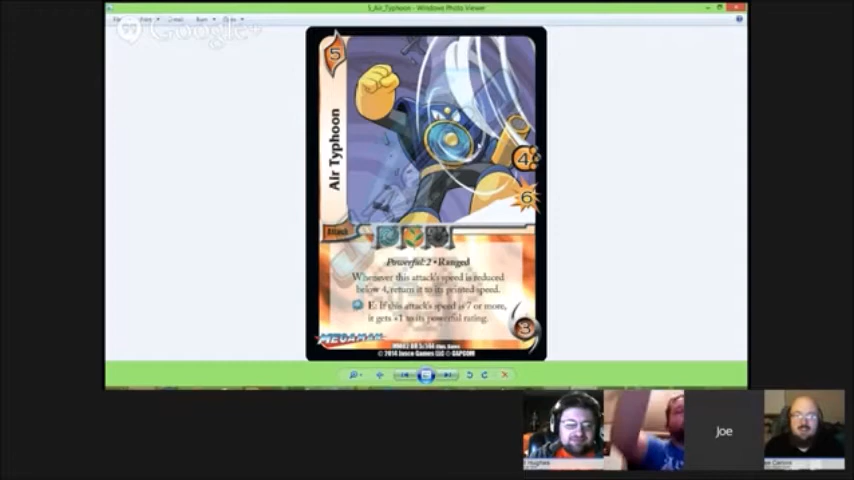 5_Air_Typhoon - Windows Photo Viewer
Google+
5
Air Typhoon
4
6
Attack
Powerful: 2 • Ranged
Whenever this attack's speed is reduced
below 4, return it to its printed speed.
E: If this attack's speed is 7 or more,
it gets +1 to its powerful rating.
3
MEGAMAN
© 2014 Jasco Games LLC © CAPCOM
Joe
Hughes